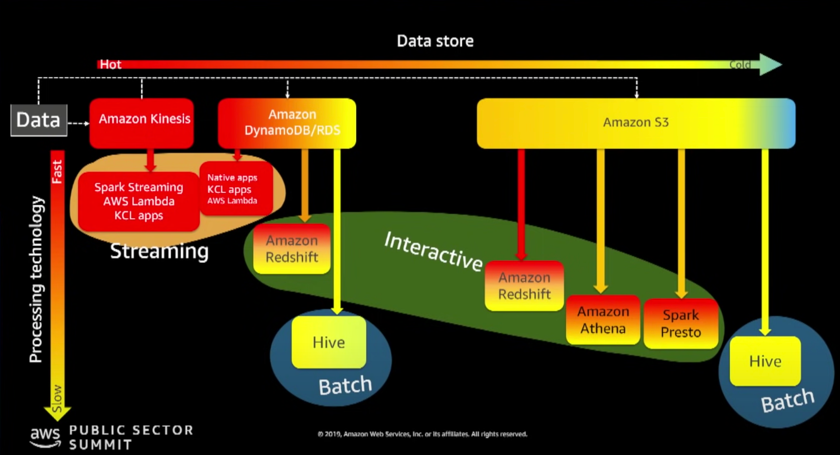 Data store
Hot
Cold
Data
Amazon Kinesis
Amazon
DynamoDB/RDS
Amazon S3
Fast
Processing technology
Slow
Spark Streaming
AWS Lambda
KCL apps
Native apps
KCL apps
AWS Lambda
Streaming
Amazon
Redshift
Interactive
Amazon
Redshift
Amazon
Athena
Spark
Presto
Hive
Batch
Hive
Batch
aws
PUBLIC SECTOR
SUMMIT
© 2019, Amazon Web Services, Inc. or its affiliates. All rights reserved.